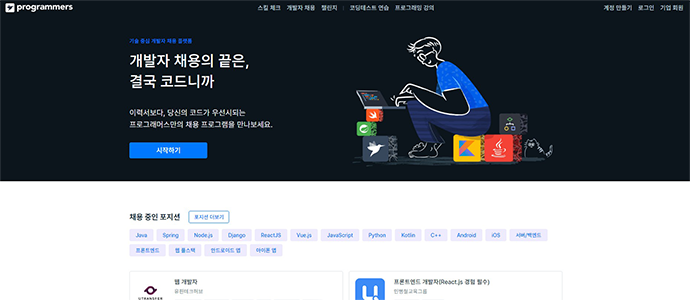 programmers
스킬 체크 개발자 채용 챌린지 코딩테스트 연습 프로그래밍 강의
계정 만들기 로그인 기업 회원
기술 중심 개발자 채용 플랫폼
개발자 채용의 끝은,
결국 코드니까
이력서보다, 당신의 코드가 우선시되는
프로그래머스만의 채용 프로그램을 만나보세요.
시작하기
채용 중인 포지션 포지션 더보기
Java Spring Node.js Django ReactJS Vue.js JavaScript Python Kotlin C++ Android iOS 서버/백엔드
프론트엔드 웹 풀스택 안드로이드 앱 아이폰 앱
웹 개발자
유윈테크직업
UTRANSFER
프론트엔드 개발자(React.js 경험 필수)